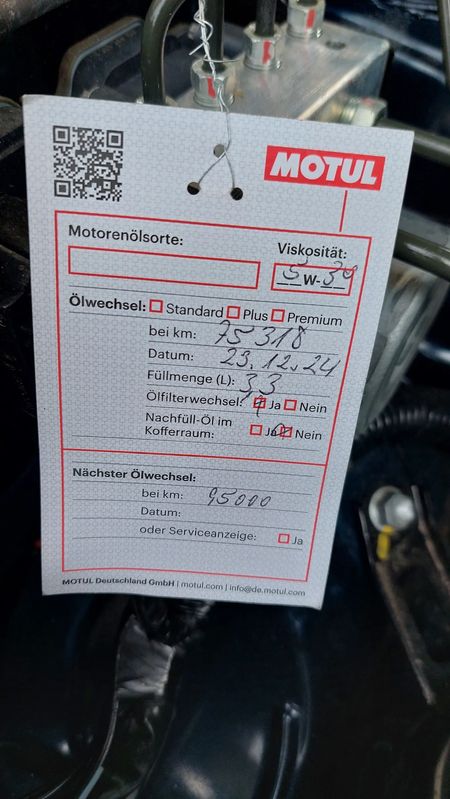 MOTUL
Motorenölsorte:
Viskosität:
5W-30
Ölwechsel: Standard Plus Premium
bei km: 75318
Datum: 23.12.24
Füllmenge (L): 3,3
Ölfilterwechsel: Ja Nein
Nachfüll-Öl im
Kofferraum: Ja Nein
Nächster Ölwechsel:
bei km: 95000
Datum:
oder Serviceanzeige: Ja
MOTUL Deutschland GmbH | motul.com | info@de.motul.com